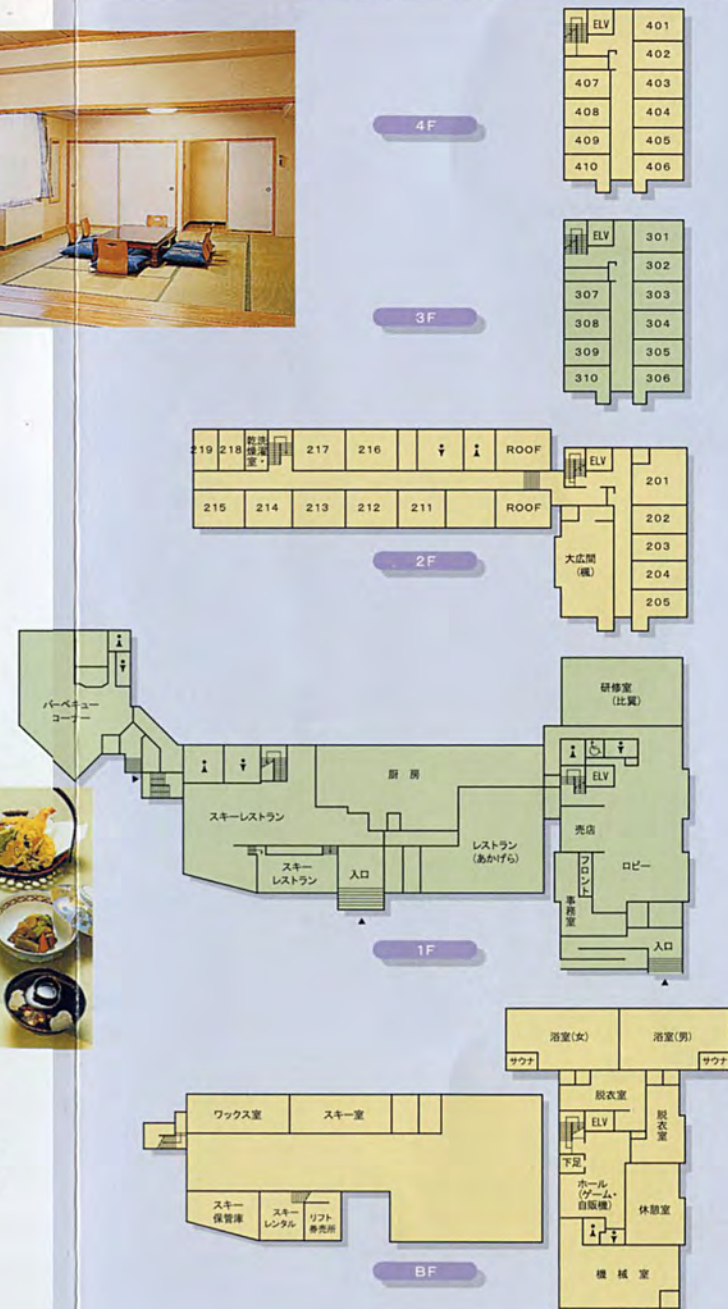 4F
ELV
401
402
407
403
408
404
409
405
410
406
3F
ELV
301
302
307
303
308
304
309
305
310
306
2F
219
218
洗濯・
乾燥室
217
216
ROOF
215
214
213
212
211
ROOF
ELV
201
202
203
204
205
大広間
(楓)
1F
バーベキュー
コーナー
スキーレストラン
スキー
レストラン
入口
厨房
レストラン
(あかげら)
研修室
(比翼)
ELV
売店
フロント
ロビー
事務室
入口
BF
ワックス室
スキー室
スキー
保管庫
スキー
レンタル
リフト
券売所
浴室(女)
浴室(男)
サウナ
サウナ
脱衣室
脱衣室
ELV
下足
ホール
(ゲーム・
自販機)
休憩室
機械室